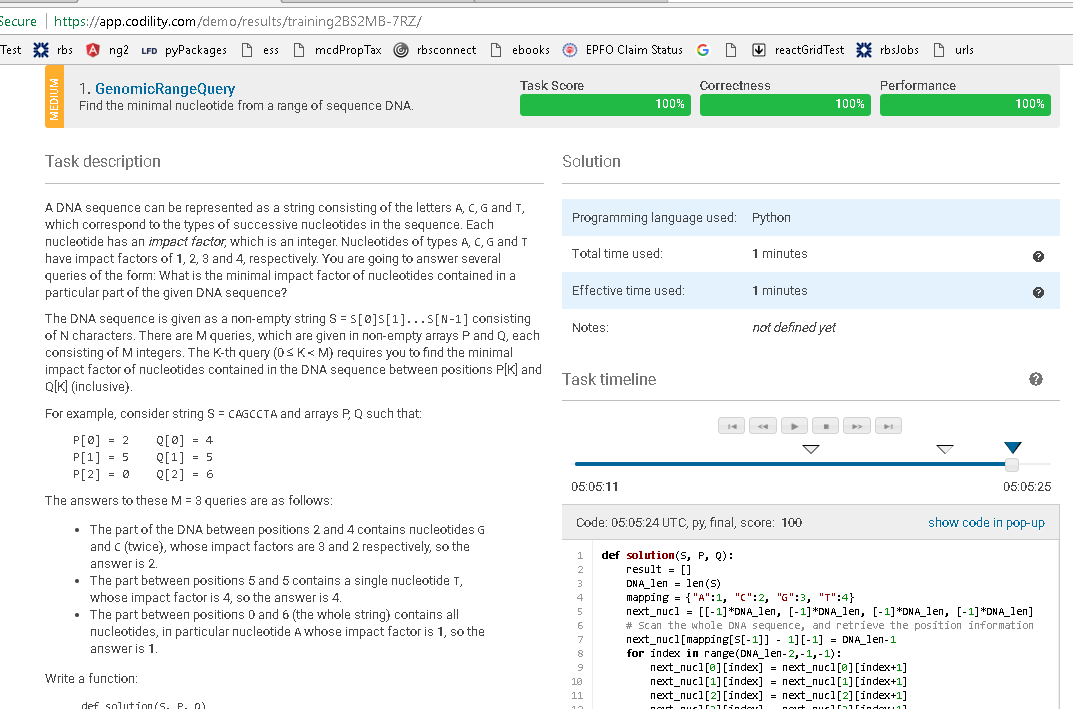 Secure https://app.codility.com/demo/results/training2BS2MB-7RZ/
Test rbs ng2 LFD pyPackages ess mcdPropTax rbsconnect ebooks EPFO Claim Status G reactGridTest rbsJobs urls
MEDIUM
1. GenomicRangeQuery
Find the minimal nucleotide from a range of sequence DNA.
Task Score Correctness Performance
100% 100% 100%
Task description
A DNA sequence can be represented as a string consisting of the letters A, C, G and T,
which correspond to the types of successive nucleotides in the sequence. Each
nucleotide has an impact factor, which is an integer. Nucleotides of types A, C, G and T
have impact factors of 1, 2, 3 and 4, respectively. You are going to answer several
queries of the form: What is the minimal impact factor of nucleotides contained in a
particular part of the given DNA sequence?
The DNA sequence is given as a non-empty string S = S[0]S[1]...S[N-1] consisting
of N characters. There are M queries, which are given in non-empty arrays P and Q, each
consisting of M integers. The K-th query (0 ≤ K < M) requires you to find the minimal
impact factor of nucleotides contained in the DNA sequence between positions P[K] and
Q[K] (inclusive).
For example, consider string S = CAGCCTA and arrays P, Q such that:
P[0] = 2    Q[0] = 4
P[1] = 5    Q[1] = 5
P[2] = 0    Q[2] = 6
The answers to these M = 3 queries are as follows:
• The part of the DNA between positions 2 and 4 contains nucleotides G
and C (twice), whose impact factors are 3 and 2 respectively, so the
answer is 2.
• The part between positions 5 and 5 contains a single nucleotide T,
whose impact factor is 4, so the answer is 4.
• The part between positions 0 and 6 (the whole string) contains all
nucleotides, in particular nucleotide A whose impact factor is 1, so the
answer is 1.
Write a function:
def solution(S, P, Q)
Solution
Programming language used: Python
Total time used: 1 minutes
Effective time used: 1 minutes
Notes: not defined yet
Task timeline
05:05:11 05:05:25
Code: 05:05:24 UTC, py, final, score: 100 show code in pop-up
1 def solution(S, P, Q):
2     result = []
3     DNA_len = len(S)
4     mapping = {"A":1, "C":2, "G":3, "T":4}
5     next_nucl = [[-1]*DNA_len, [-1]*DNA_len, [-1]*DNA_len, [-1]*DNA_len]
6     # Scan the whole DNA sequence, and retrieve the position information
7     next_nucl[mapping[S[-1]] - 1][-1] = DNA_len-1
8     for index in range(DNA_len-2,-1,-1):
9         next_nucl[0][index] = next_nucl[0][index+1]
10         next_nucl[1][index] = next_nucl[1][index+1]
11         next_nucl[2][index] = next_nucl[2][index+1]